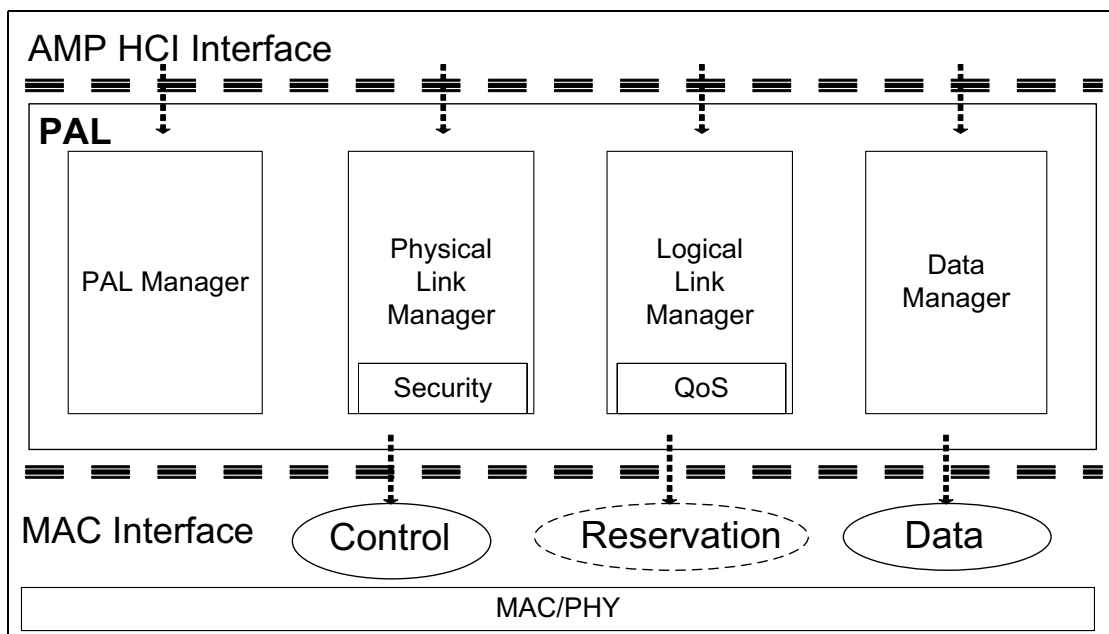 AMP HCI Interface
PAL
PAL Manager
Physical
Link
Manager
Security
Logical
Link
Manager
QoS
Data
Manager
MAC Interface
Control
Reservation
Data
MAC/PHY